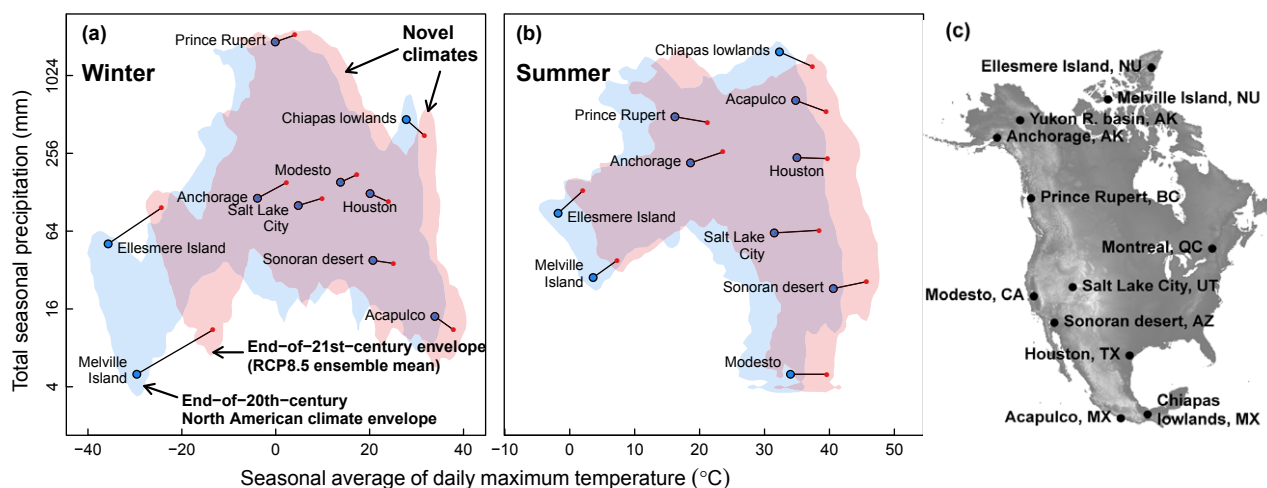 (a)
Winter
Prince Rupert
Novel
climates
Chiapas lowlands
Modesto
Anchorage
Salt Lake
City
Houston
Ellesmere Island
Sonoran desert
Acapulco
Melville
Island
End−of−21st−century envelope
(RCP8.5 ensemble mean)
End−of−20th−century
North American climate envelope
Total seasonal precipitation (mm)
1024
256
64
16
4
−40
−20
0
20
40
(b)
Summer
Chiapas lowlands
Acapulco
Prince Rupert
Anchorage
Houston
Ellesmere Island
Salt Lake
City
Melville
Island
Sonoran desert
Modesto
0
10
20
30
40
50
Seasonal average of daily maximum temperature (°C)
(c)
Ellesmere Island, NU
Melville Island, NU
Yukon R. basin, AK
Anchorage, AK
Prince Rupert, BC
Montreal, QC
Salt Lake City, UT
Modesto, CA
Sonoran desert, AZ
Houston, TX
Chiapas
lowlands, MX
Acapulco, MX